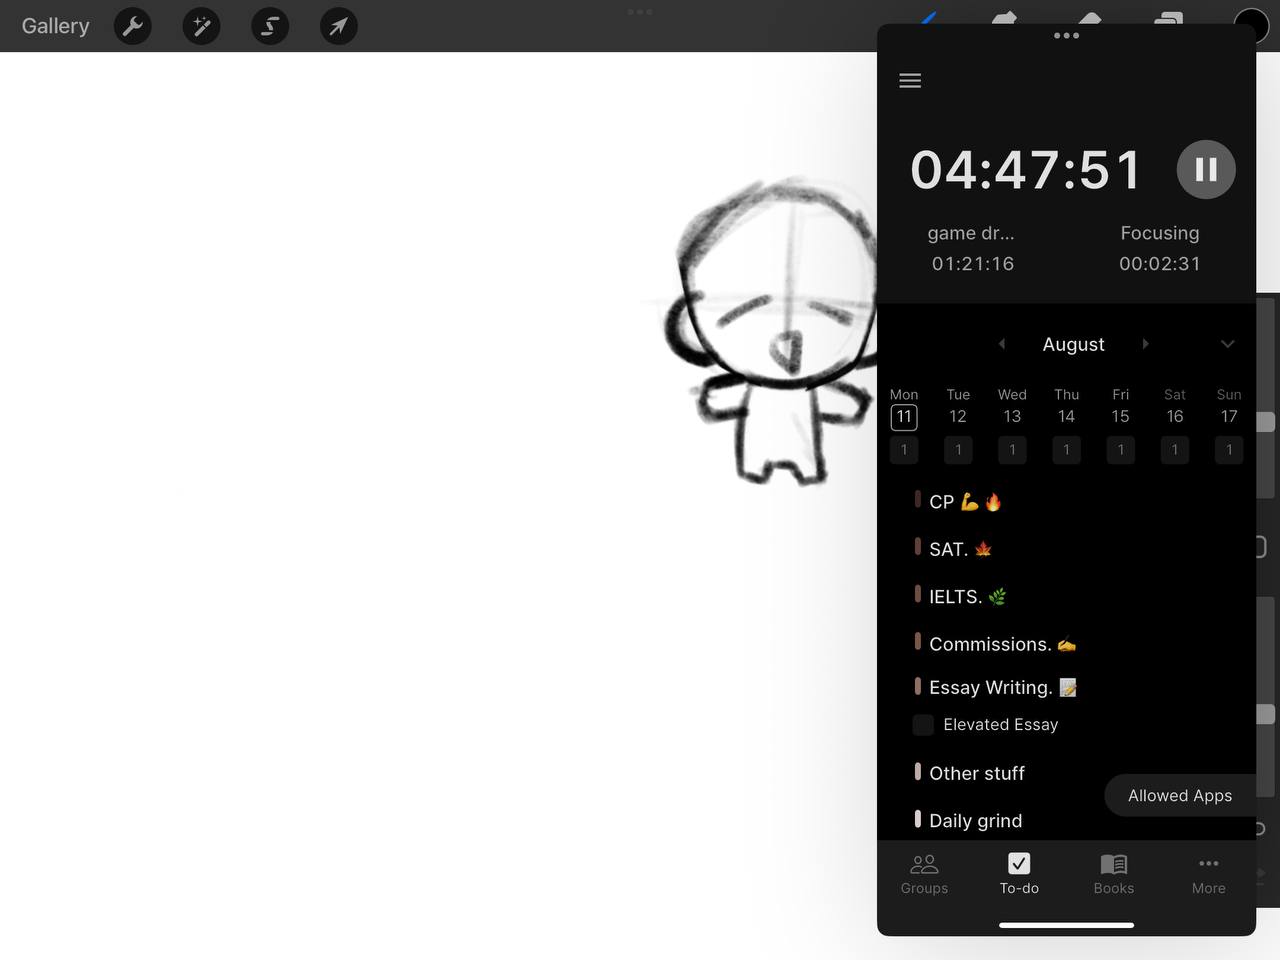 Gallery
04:47:51
game dr... Focusing
01:21:16 00:02:31
August
Mon Tue Wed Thu Fri Sat Sun
11 12 13 14 15 16 17
1 1 1 1 1 1 1
CP 💪🔥
SAT. 🍁
IELTS. 🌿
Commissions. ✍️
Essay Writing. 📝
Elevated Essay
Other stuff
Allowed Apps
Daily grind
Groups To-do Books More